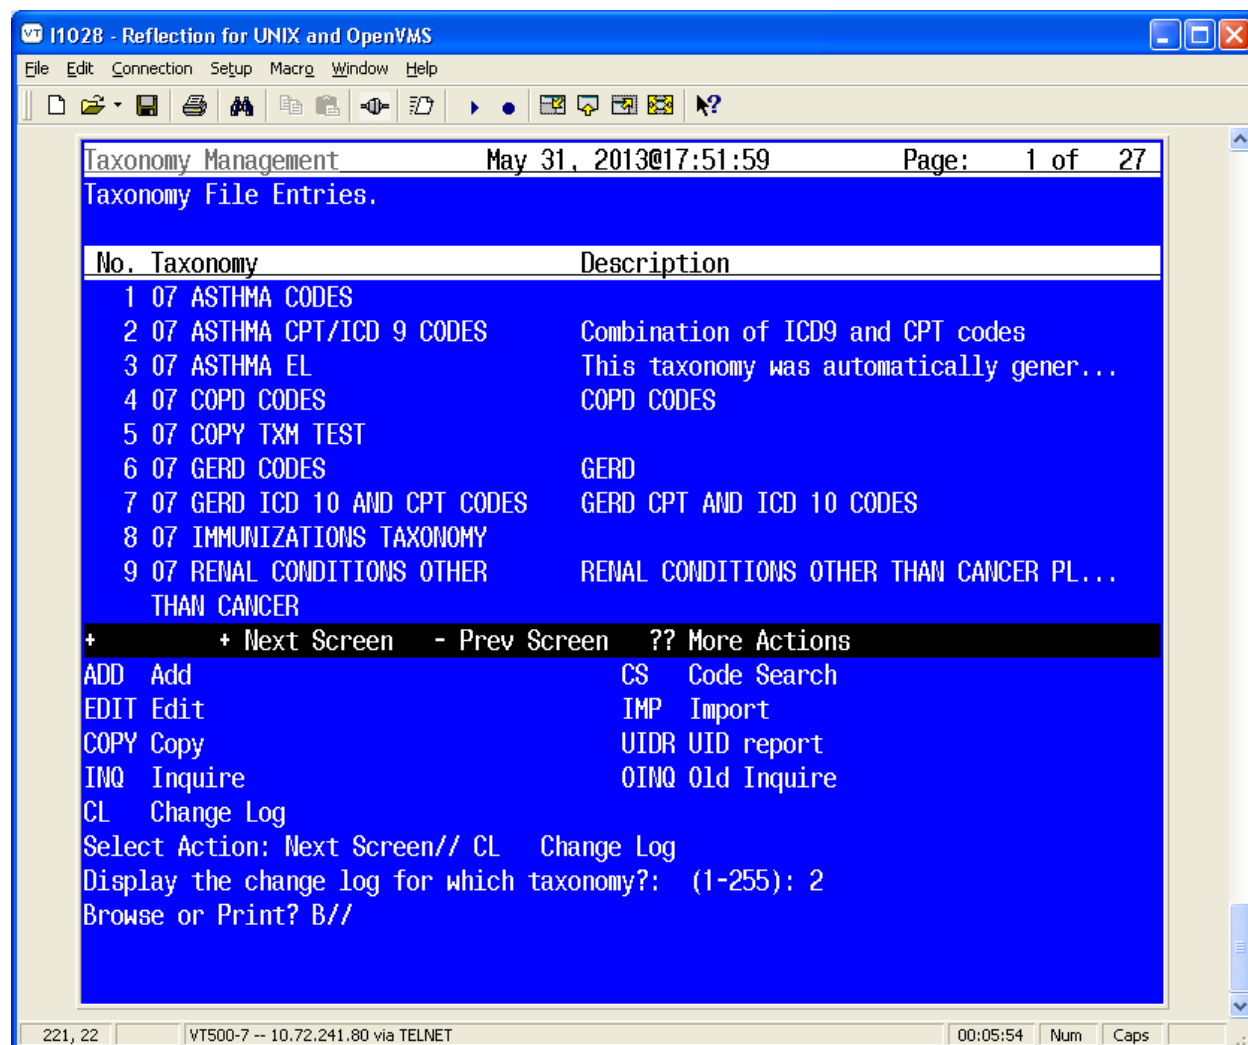 VT I1028 - Reflection for UNIX and OpenVMS
File Edit Connection Setup Macro Window Help
Taxonomy Management May 31, 2013@17:51:59 Page: 1 of 27
Taxonomy File Entries.
No. Taxonomy Description
1 07 ASTHMA CODES
2 07 ASTHMA CPT/ICD 9 CODES Combination of ICD9 and CPT codes
3 07 ASTHMA EL This taxonomy was automatically gener...
4 07 COPD CODES COPD CODES
5 07 COPY TXM TEST
6 07 GERD CODES GERD
7 07 GERD ICD 10 AND CPT CODES GERD CPT AND ICD 10 CODES
8 07 IMMUNIZATIONS TAXONOMY
9 07 RENAL CONDITIONS OTHER RENAL CONDITIONS OTHER THAN CANCER PL...
THAN CANCER
+ + Next Screen - Prev Screen ?? More Actions
ADD Add CS Code Search
EDIT Edit IMP Import
COPY Copy UIDR UID report
INQ Inquire OINQ Old Inquire
CL Change Log
Select Action: Next Screen// CL Change Log
Display the change log for which taxonomy?: (1-255): 2
Browse or Print? B//
221, 22 VT500-7 -- 10.72.241.80 via TELNET 00:05:54 Num Caps